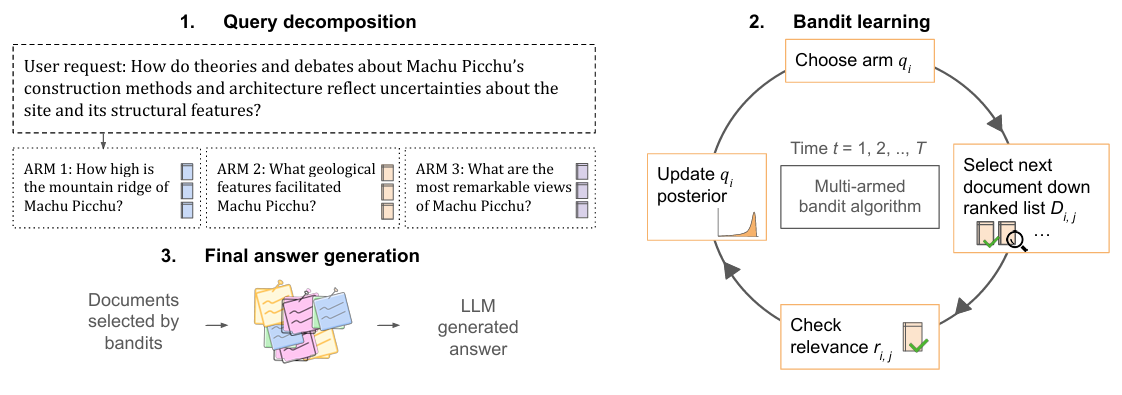 1. Query decomposition
User request: How do theories and debates about Machu Picchu's
construction methods and architecture reflect uncertainties about the
site and its structural features?
ARM 1: How high is
the mountain ridge of
Machu Picchu?
ARM 2: What geological
features facilitated
Machu Picchu?
ARM 3: What are the
most remarkable views
of Machu Picchu?
2. Bandit learning
Choose arm qi
Select next
document down
ranked list Di, j
...
Check
relevance ri, j
Update qi
posterior
Time t = 1, 2, .., T
Multi-armed
bandit algorithm
3. Final answer generation
Documents
selected by
bandits
LLM
generated
answer